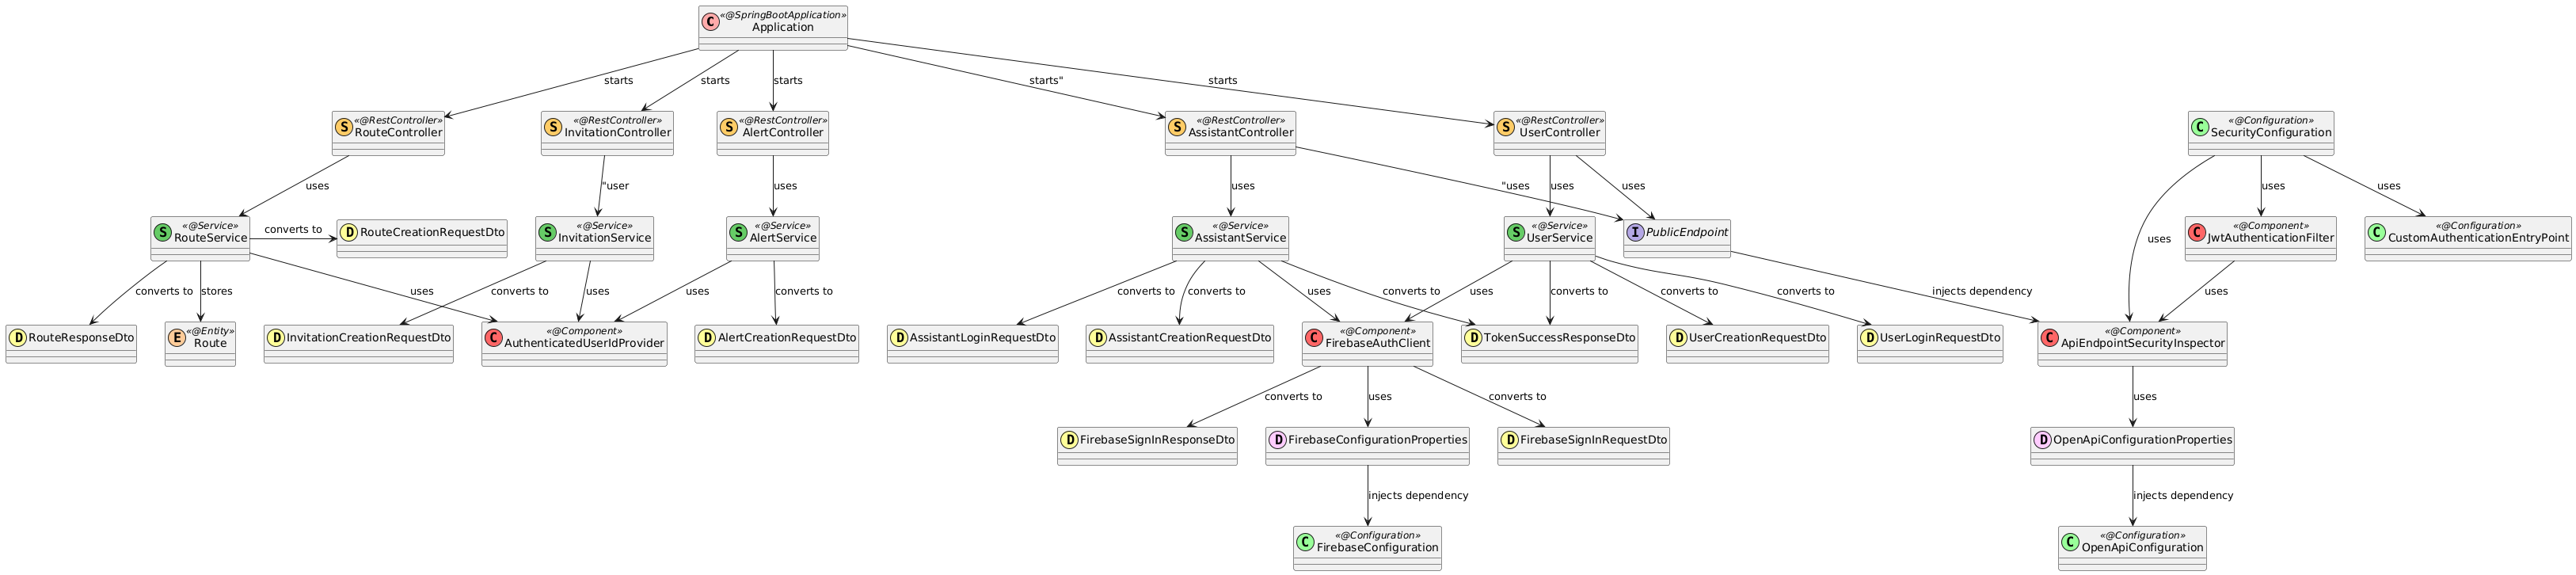 C «@SpringBootApplication»
Application
starts
starts
starts
starts"
starts
S «@RestController»
RouteController
S «@RestController»
InvitationController
S «@RestController»
AlertController
S «@RestController»
AssistantController
S «@RestController»
UserController
C «@Configuration»
SecurityConfiguration
uses
"user
uses
uses
"uses
uses
uses
uses
uses
uses
S «@Service»
RouteService
converts to
D RouteCreationRequestDto
S «@Service»
InvitationService
S «@Service»
AlertService
S «@Service»
AssistantService
S «@Service»
UserService
I PublicEndpoint
C «@Component»
JwtAuthenticationFilter
C «@Configuration»
CustomAuthenticationEntryPoint
converts to
stores
uses
converts to
uses
uses
converts to
converts to
converts to
uses
converts to
uses
converts to
converts to
converts to
injects dependency
uses
D RouteResponseDto
E «@Entity»
Route
D InvitationCreationRequestDto
C «@Component»
AuthenticatedUserIdProvider
D AlertCreationRequestDto
D AssistantLoginRequestDto
D AssistantCreationRequestDto
C «@Component»
FirebaseAuthClient
D TokenSuccessResponseDto
D UserCreationRequestDto
D UserLoginRequestDto
C «@Component»
ApiEndpointSecurityInspector
converts to
uses
converts to
uses
D FirebaseSignInResponseDto
D FirebaseConfigurationProperties
D FirebaseSignInRequestDto
D OpenApiConfigurationProperties
injects dependency
injects dependency
C «@Configuration»
FirebaseConfiguration
C «@Configuration»
OpenApiConfiguration